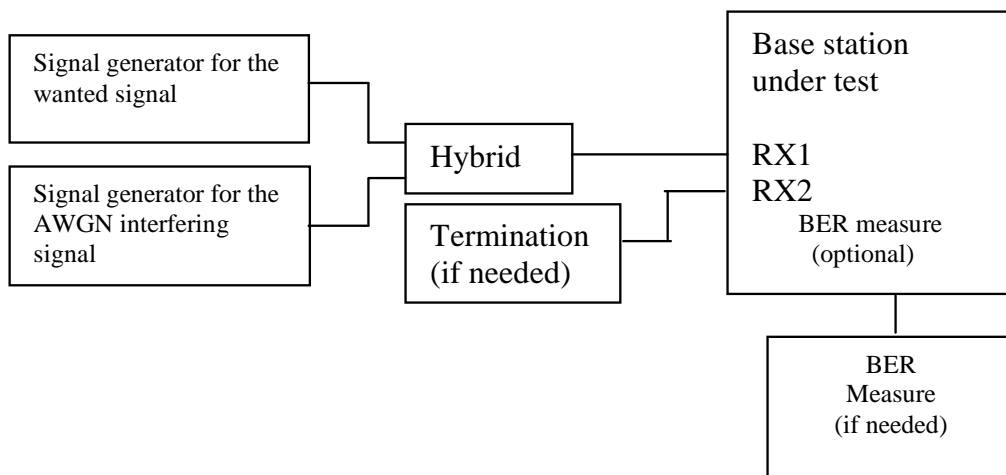 Signal generator for the
wanted signal
Signal generator for the
AWGN interfering
signal
Hybrid
Termination
(if needed)
Base station
under test
RX1
RX2
BER measure
(optional)
BER
Measure
(if needed)